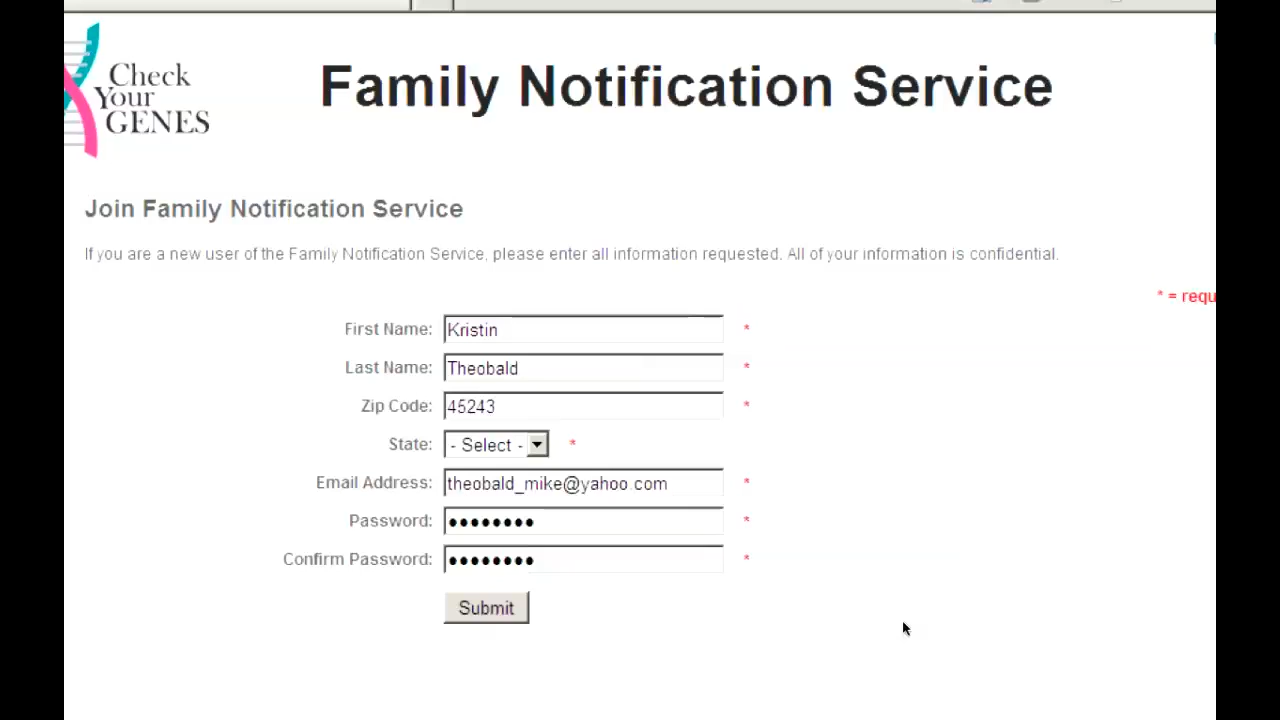 Check
Your
GENES
Family Notification Service
Join Family Notification Service
If you are a new user of the Family Notification Service, please enter all information requested. All of your information is confidential.
* = requ
First Name: Kristin *
Last Name: Theobald *
Zip Code: 45243 *
State: - Select - *
Email Address: theobald_mike@yahoo.com *
Password: ●●●●●●●● *
Confirm Password: ●●●●●●●● *
Submit